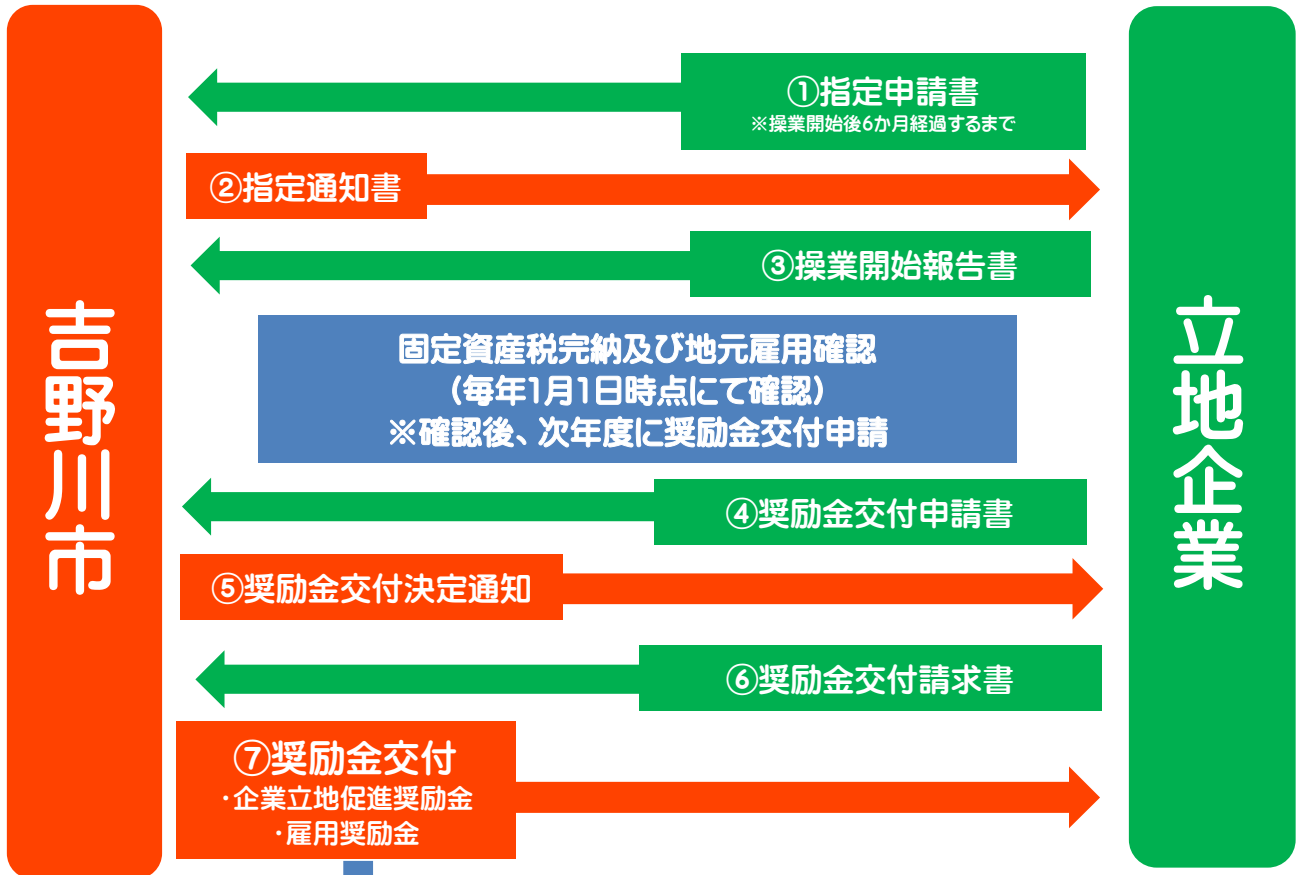 吉野川市
①指定申請書
※操業開始後6か月経過するまで
②指定通知書
③操業開始報告書
固定資産税完納及び地元雇用確認
（毎年1月1日時点にて確認）
※確認後、次年度に奨励金交付申請
④奨励金交付申請書
⑤奨励金交付決定通知
⑥奨励金交付請求書
⑦奨励金交付
・企業立地促進奨励金
・雇用奨励金
立地企業